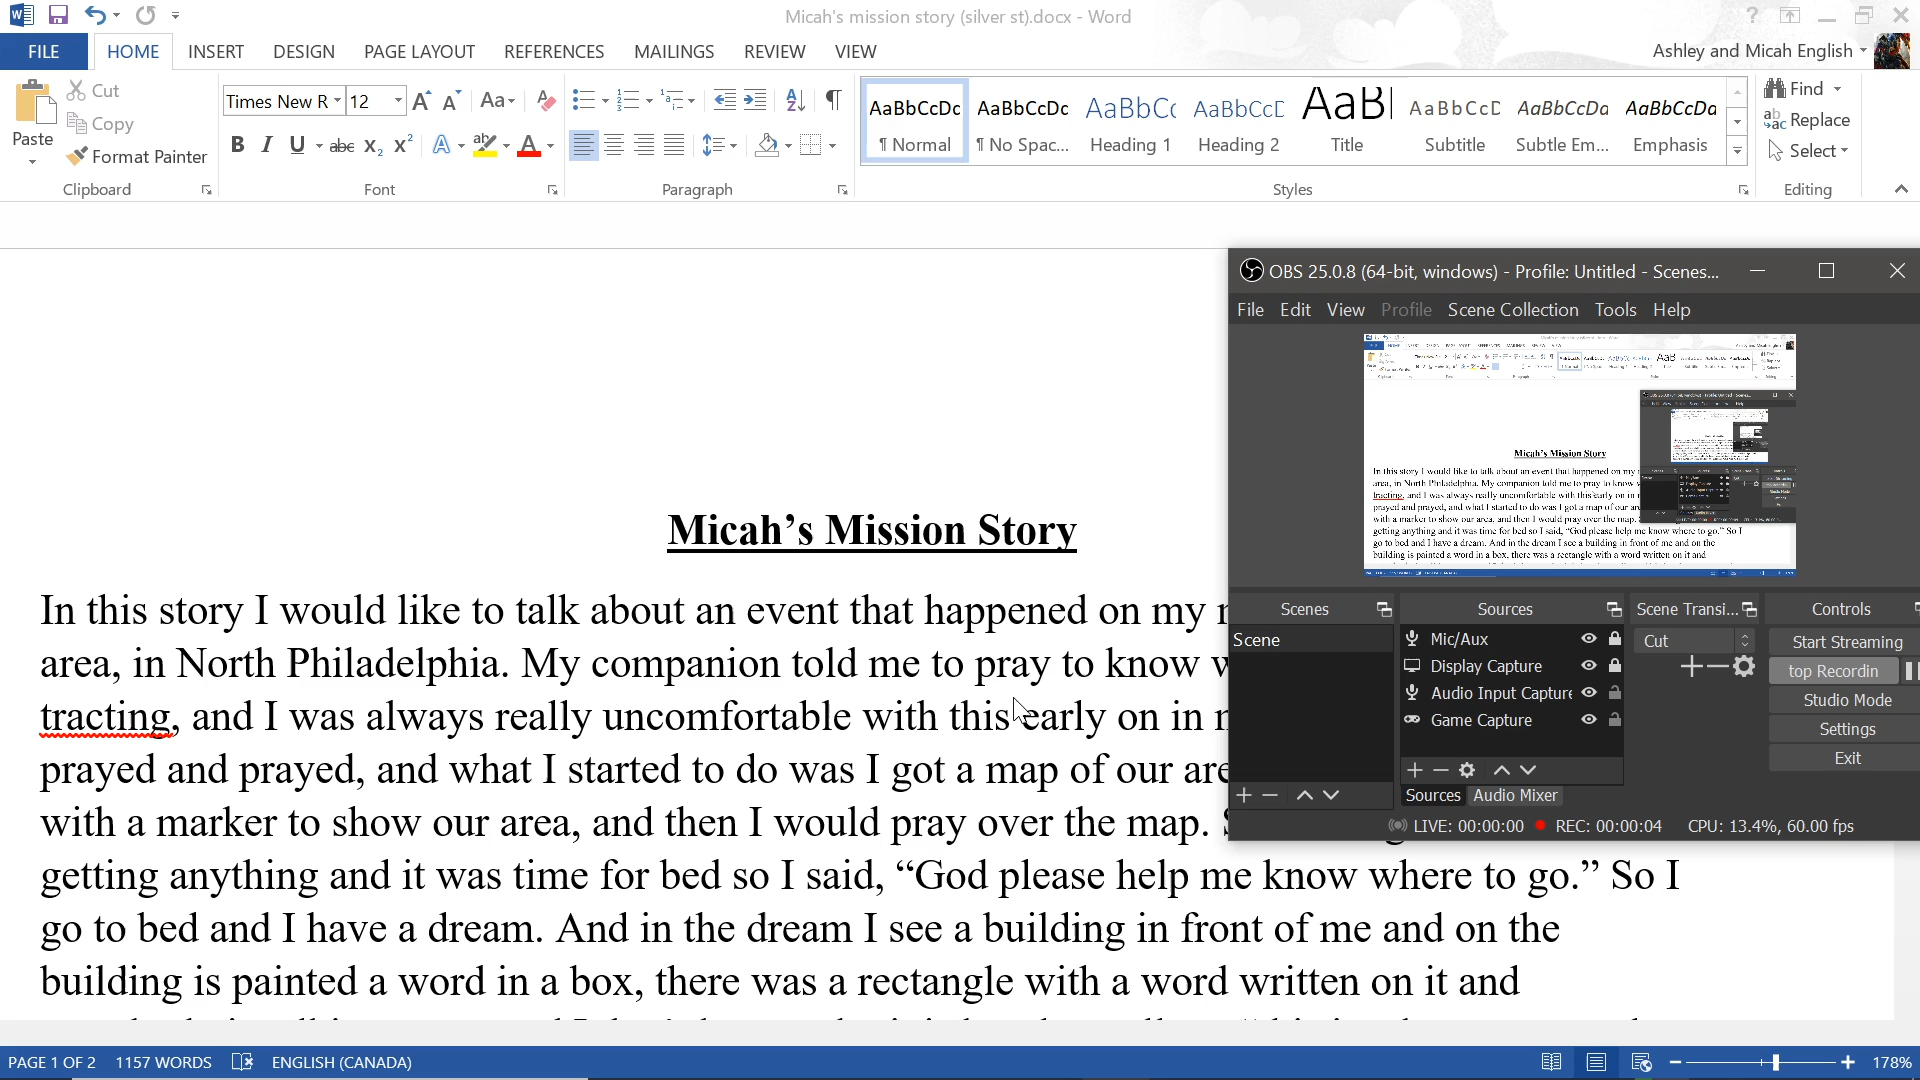 Micah's mission story (silver st).docx - Word
FILE HOME INSERT DESIGN PAGE LAYOUT REFERENCES MAILINGS REVIEW VIEW
Ashley and Micah English
Paste
Cut
Copy
Format Painter
Clipboard
Times New R 12
Font
Paragraph
AaBbCcDc AaBbCcDc AaBbCc AaBbCcD AaBl AaBbCcD AaBbCcDa AaBbCcDa
¶ Normal ¶ No Spac... Heading 1 Heading 2 Title Subtitle Subtle Em... Emphasis
Styles
Find
Replace
Select
Editing
Micah’s Mission Story
In this story I would like to talk about an event that happened on my
area, in North Philadelphia. My companion told me to pray to know
tracting, and I was always really uncomfortable with this early on in
prayed and prayed, and what I started to do was I got a map of our
with a marker to show our area, and then I would pray over the map.
getting anything and it was time for bed so I said, “God please help me know where to go.” So I
go to bed and I have a dream. And in the dream I see a building in front of me and on the
building is painted a word in a box, there was a rectangle with a word written on it and
OBS 25.0.8 (64-bit, windows) - Profile: Untitled - Scenes...
File Edit View Profile Scene Collection Tools Help
Scenes
Scene
Sources
Mic/Aux
Display Capture
Audio Input Capture
Game Capture
Sources Audio Mixer
Scene Transi...
Cut
Controls
Start Streaming
top Recordin
Studio Mode
Settings
Exit
LIVE: 00:00:00 REC: 00:00:04 CPU: 13.4%, 60.00 fps
PAGE 1 OF 2 1157 WORDS ENGLISH (CANADA)
178%